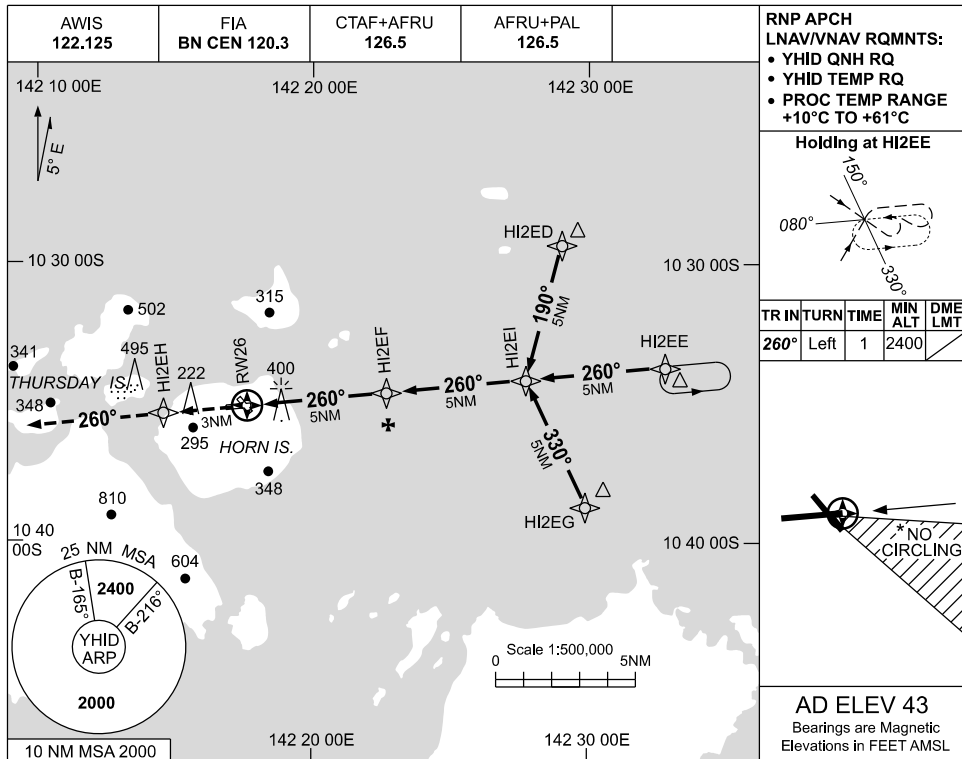 AWIS
122.125
FIA
BN CEN 120.3
CTAF+AFRU
126.5
AFRU+PAL
126.5
RNP APCH
LNAV/VNAV RQMNTS:
• YHID QNH RQ
• YHID TEMP RQ
• PROC TEMP RANGE
+10°C TO +61°C
142 10 00E
142 20 00E
142 30 00E
5° E
Holding at HI2EE
150°
080°
330°
TR IN TURN TIME MIN ALT DME LMT
260° Left 1 2400
HI2ED
10 30 00S
10 30 00S
190°
5NM
502
315
341
495
HI2EH
222
RW26
400
HI2EF
HI2EI
HI2EE
THURSDAY IS.
348
260°
3NM
260°
5NM
260°
5NM
260°
5NM
295
HORN IS.
348
330°
5NM
HI2EG
810
10 40
00S
10 40 00S
604
25 NM MSA
B-165°
2400
B-216°
YHID
ARP
2000
Scale 1:500,000
0 5NM
*NO
CIRCLING
AD ELEV 43
Bearings are Magnetic
Elevations in FEET AMSL
10 NM MSA 2000
142 20 00E
142 30 00E